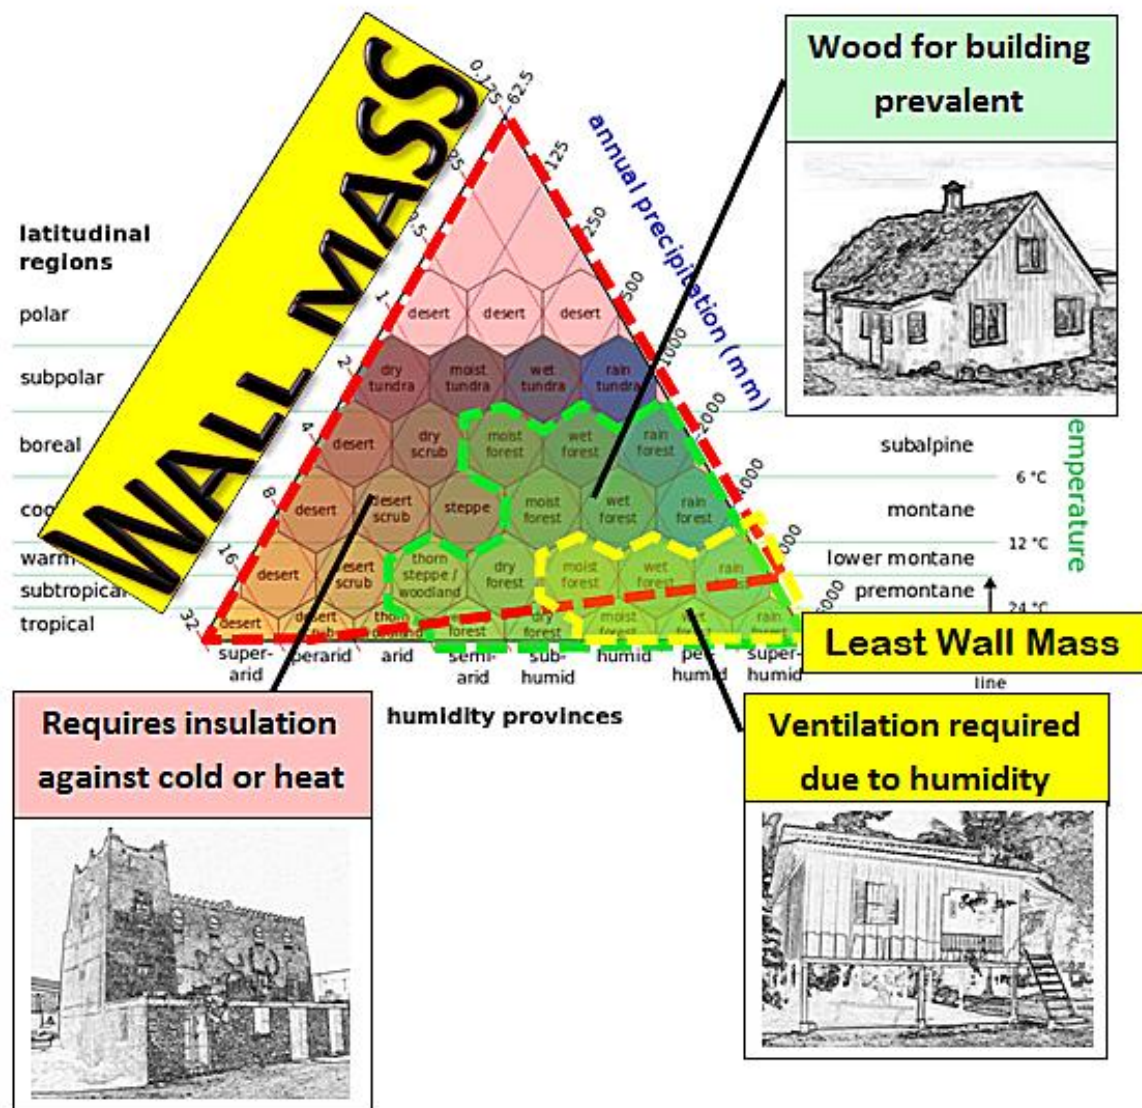 Wood for building
prevalent
WALL MASS
0.125
62.5
125
250
500
1000
2000
annual precipitation (mm)
latitudinal
regions
polar
subpolar
boreal
warm
subtropical
tropical
1
2
4
8
16
32
desert
desert
desert
dry
tundra
moist
tundra
wet
tundra
rain
tundra
desert
dry
scrub
moist
forest
wet
forest
rain
forest
desert
desert
scrub
steppe
moist
forest
wet
forest
rain
forest
desert
desert
scrub
thorn
steppe /
woodland
dry
forest
moist
forest
wet
forest
rain
desert
desert
forest
dry
forest
moist
forest
wet
rain
subalpine
montane
lower montane
premontane
6 °C
12 °C
24 °C
emperature
Least Wall Mass
line
super-
arid
perarid
arid
semi-
arid
sub-
humid
humid
per-
humid
super-
humid
humidity provinces
Requires insulation
against cold or heat
Ventilation required
due to humidity